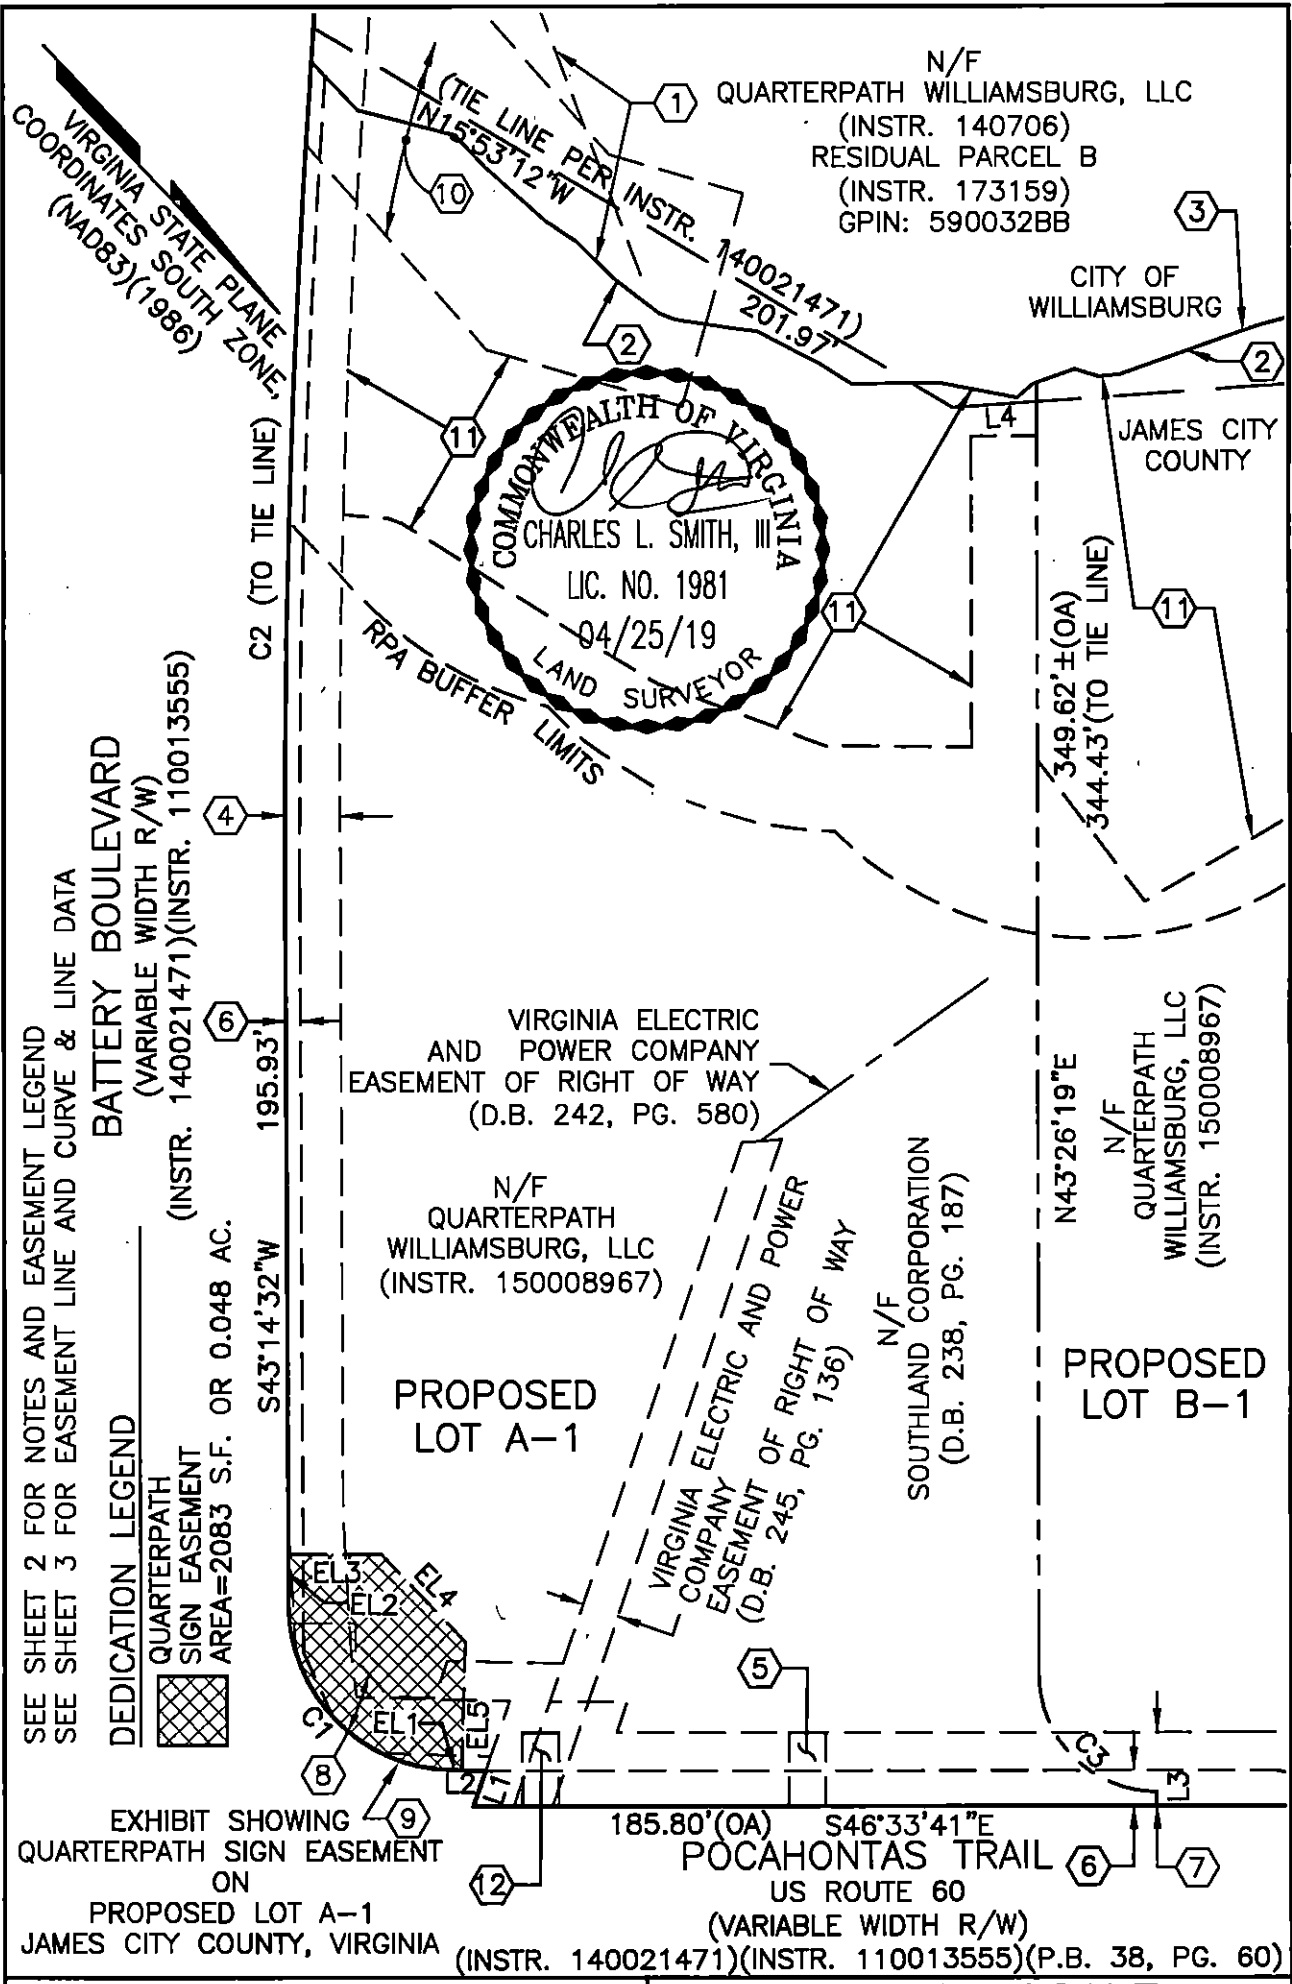 N/F
QUARTERPATH WILLIAMSBURG, LLC
(INSTR. 140706)
RESIDUAL PARCEL B
(INSTR. 173159)
GPIN: 590032BB
1
3
10
(TIE LINE PER INSTR. 140021471)
N15°53'12"W
201.97'
VIRGINIA STATE PLANE
COORDINATES SOUTH ZONE,
(NAD83)(1986)
CITY OF
WILLIAMSBURG
2
2
JAMES CITY
COUNTY
L4
11
11
11
COMMONWEALTH OF VIRGINIA
CHARLES L. SMITH, III
LIC. NO. 1981
04/25/19
LAND SURVEYOR
RPA BUFFER LIMITS
C2 (TO TIE LINE)
349.62'±(OA)
344.43'(TO TIE LINE)
4
6
BATTERY BOULEVARD
(VARIABLE WIDTH R/W)
(INSTR. 140021471)(INSTR. 110013555)
SEE SHEET 2 FOR NOTES AND EASEMENT LEGEND
SEE SHEET 3 FOR EASEMENT LINE AND CURVE & LINE DATA
S43°14'32"W
195.93'
VIRGINIA ELECTRIC
AND POWER COMPANY
EASEMENT OF RIGHT OF WAY
(D.B. 242, PG. 580)
N/F
QUARTERPATH
WILLIAMSBURG, LLC
(INSTR. 150008967)
PROPOSED
LOT A-1
VIRGINIA ELECTRIC AND POWER
COMPANY
EASEMENT OF RIGHT OF WAY
(D.B. 245, PG. 136)
N/F
SOUTHLAND CORPORATION
(D.B. 238, PG. 187)
N43°26'19"E
N/F
QUARTERPATH
WILLIAMSBURG, LLC
(INSTR. 150008967)
PROPOSED
LOT B-1
DEDICATION LEGEND
QUARTERPATH
SIGN EASEMENT
AREA=2083 S.F. OR 0.048 AC.
EL3
EL2
EL4
EL1
EL5
C1
L2
L1
8
9
5
C3
L3
12
185.80'(OA) S46°33'41"E
POCAHONTAS TRAIL
US ROUTE 60
(VARIABLE WIDTH R/W)
(INSTR. 140021471)(INSTR. 110013555)(P.B. 38, PG. 60)
6
7
EXHIBIT SHOWING
QUARTERPATH SIGN EASEMENT
ON
PROPOSED LOT A-1
JAMES CITY COUNTY, VIRGINIA